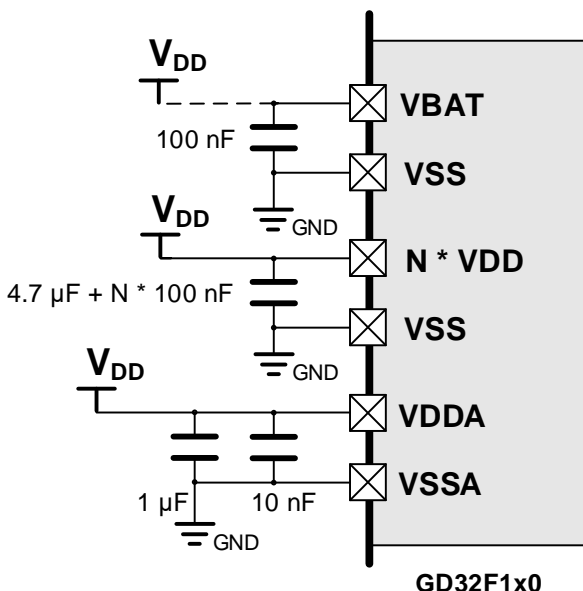 VDD
VBAT
100 nF
VSS
GND
VDD
N * VDD
4.7 µF + N * 100 nF
VSS
GND
VDD
VDDA
VSSA
1 µF
10 nF
GND
GD32F1x0